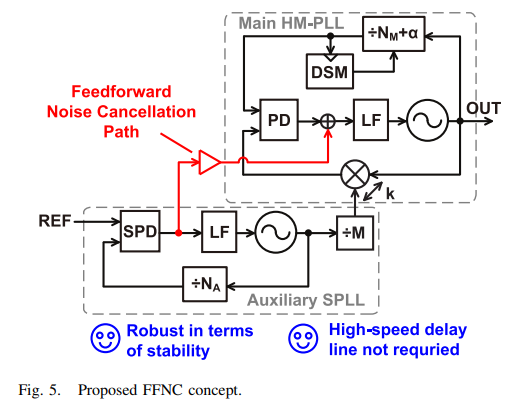 Main HM-PLL
÷N_M+α
DSM
Feedforward
Noise Cancellation
Path
PD
LF
OUT
k
REF
SPD
LF
÷M
÷N_A
Auxiliary SPLL
Robust in terms
of stability
High-speed delay
line not requried
Fig. 5. Proposed FFNC concept.